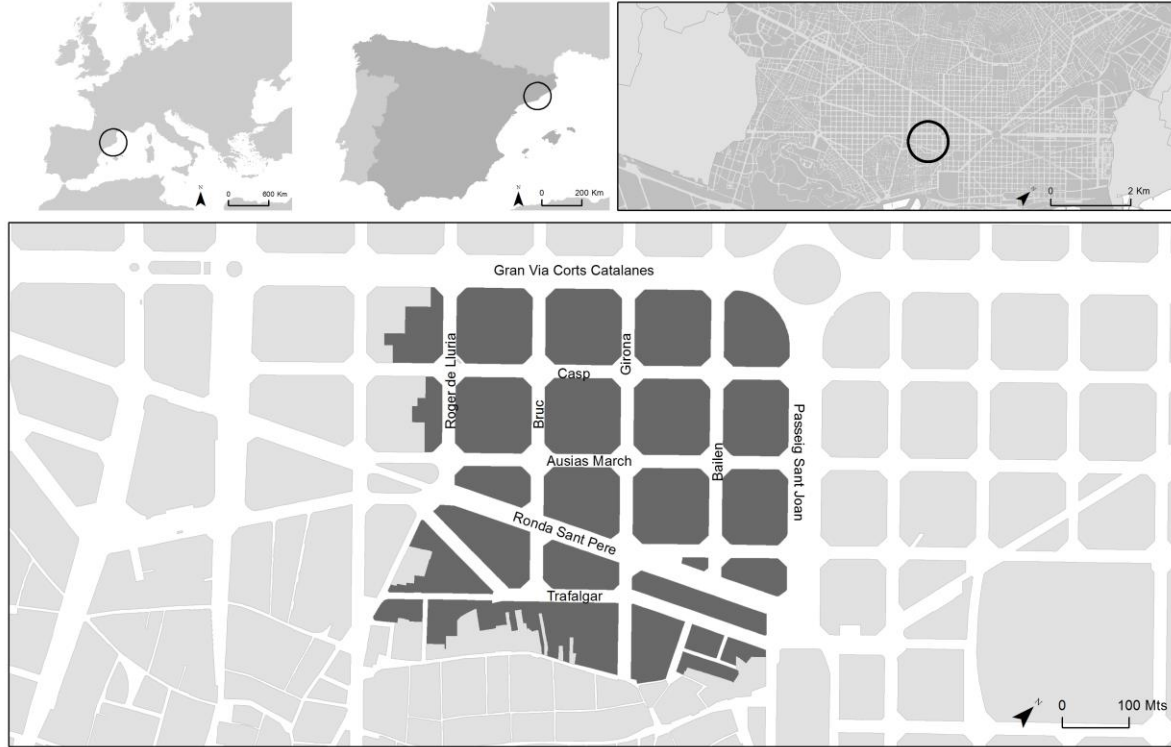 N
0 600 Km
N
0 200 Km
N
0 2 Km
Gran Via Corts Catalanes
Roger de Lluria
Girona
Casp
Bruc
Passeig Sant Joan
Ausias March
Bailen
Ronda Sant Pere
Trafalgar
N
0 100 Mts